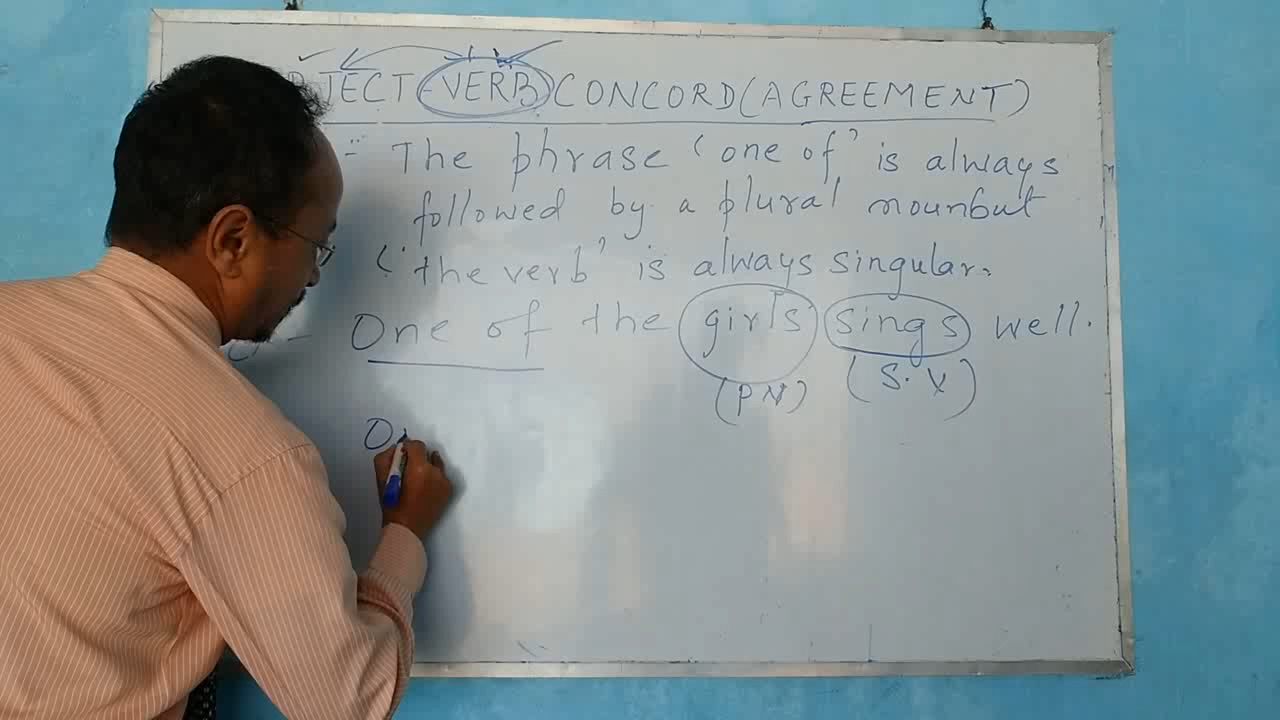 JECT-VERB CONCORD (AGREEMENT)
:- The phrase 'one of' is always
followed by a plural nounbut
'the verb' is always singular.
- One of the girls sings well.
(PN) (S.V)